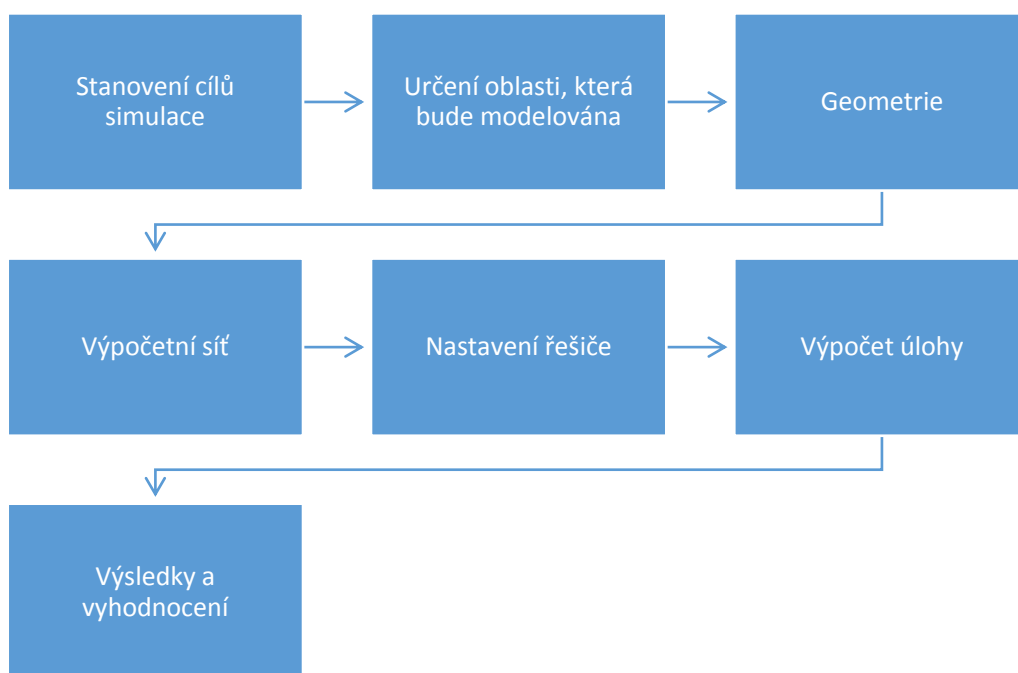 Stanovení cílů
simulace
Určení oblasti, která
bude modelována
Geometrie
Výpočetní síť
Nastavení řešiče
Výpočet úlohy
Výsledky a
vyhodnocení